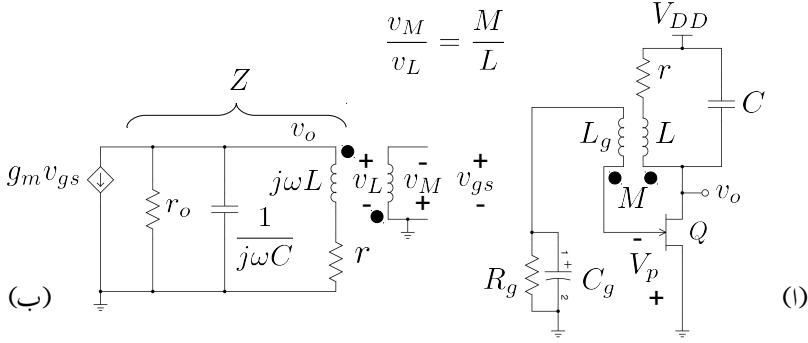 v_M / v_L = M / L
V_DD
r
C
L_g
L
M
v_o
Q
-
V_p
+
R_g
1
+
2
C_g
(ا)
Z
v_o
g_m v_gs
r_o
1 / jωC
jωL
+
v_L
-
-
v_M
+
+
v_gs
-
r
(ب)